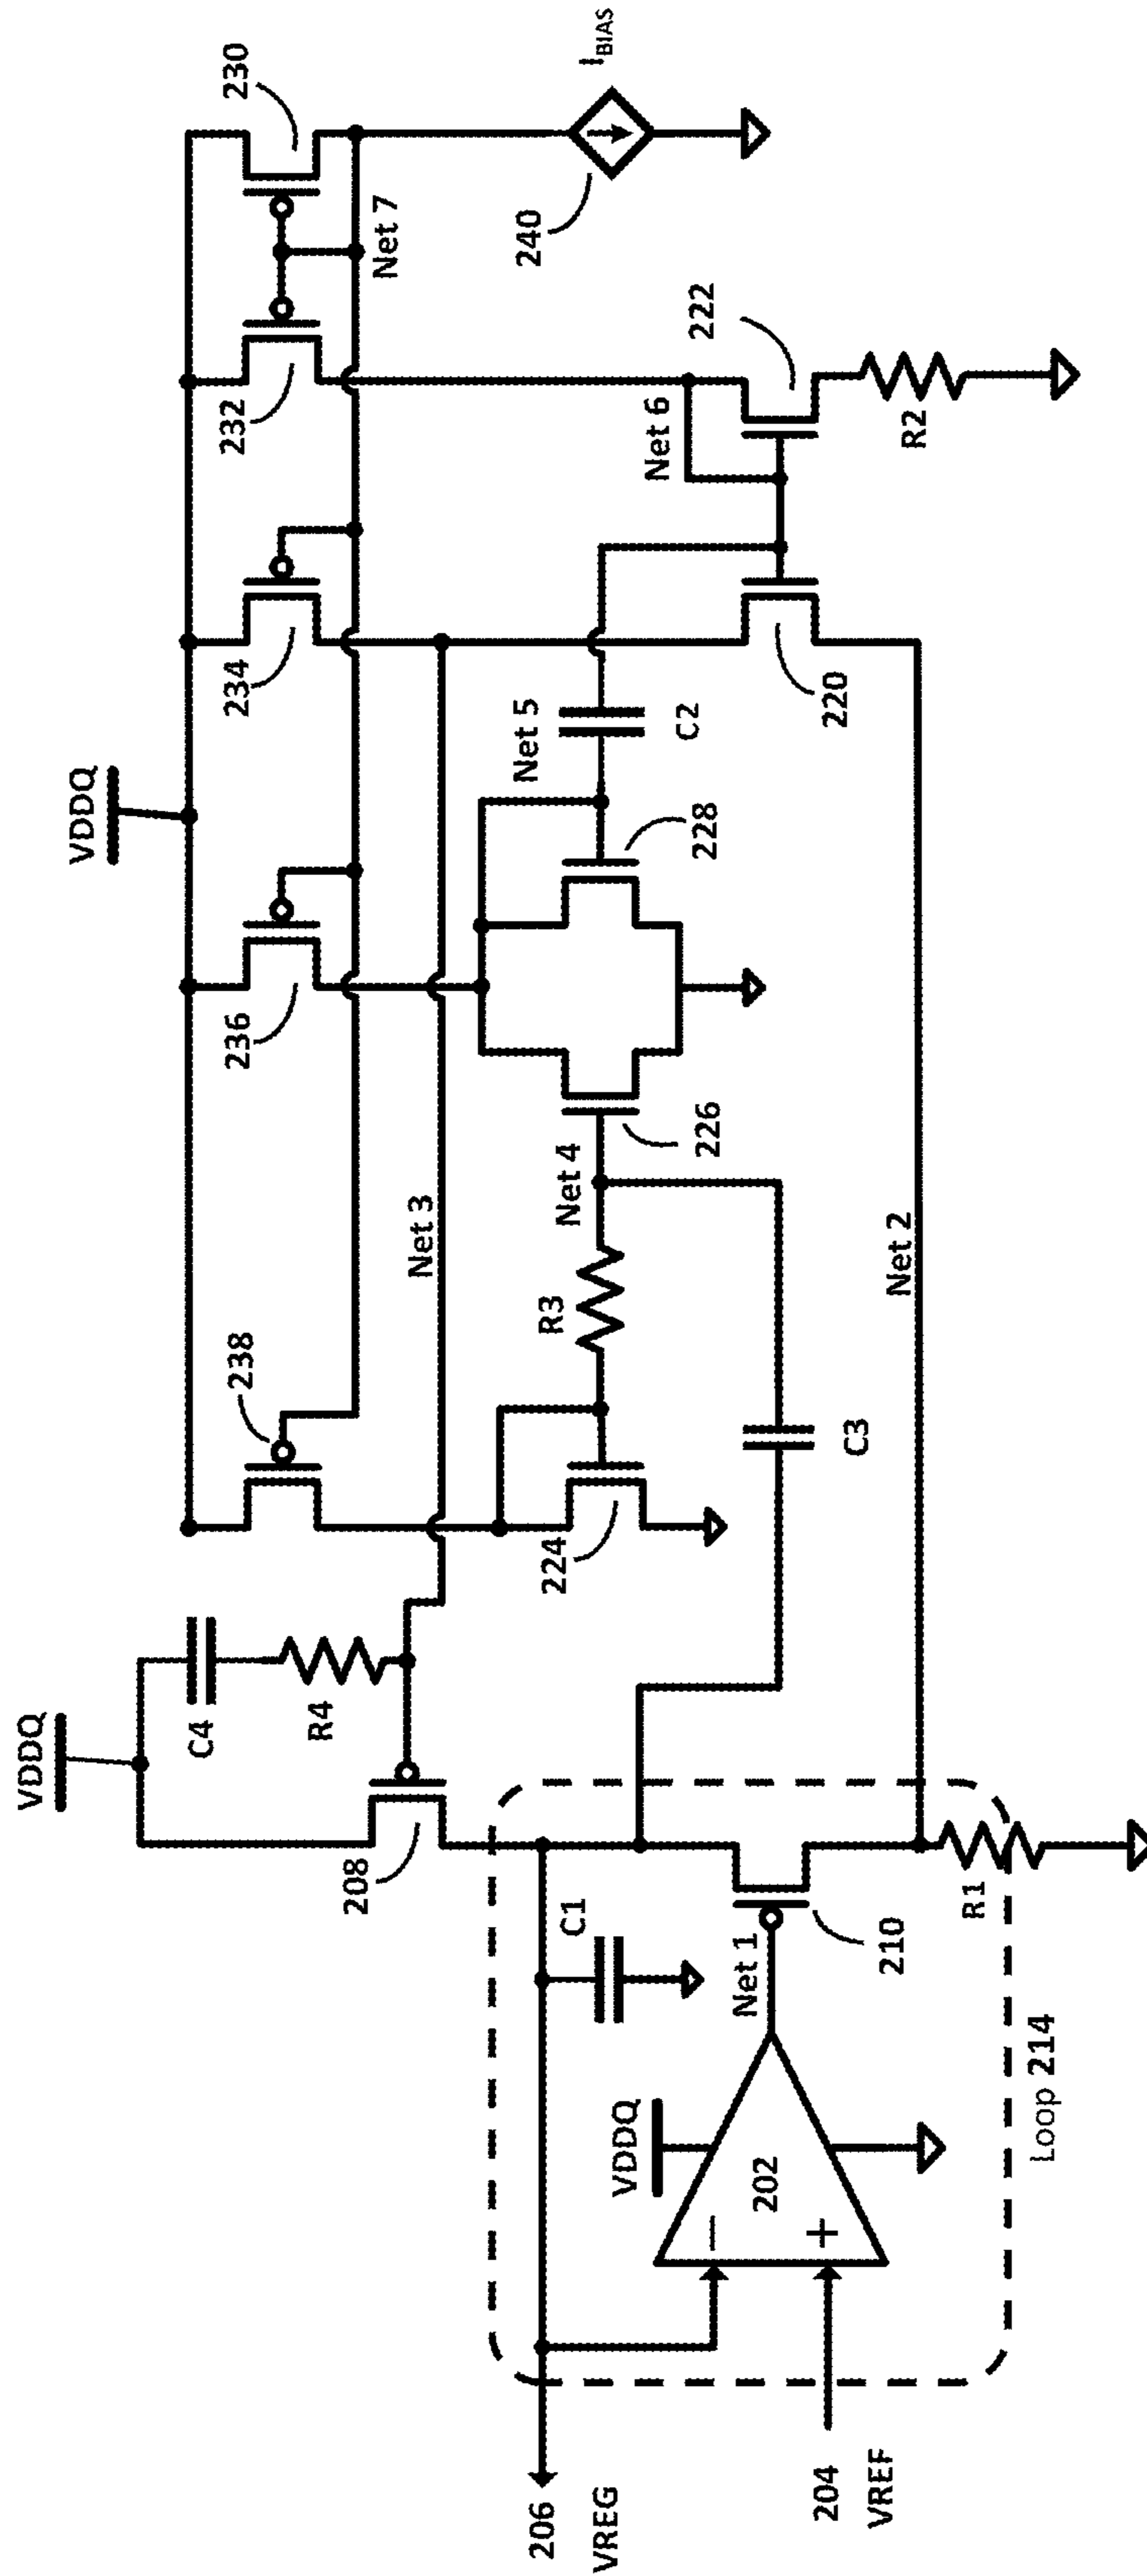 VDDQ
VDDQ
C4
R4
208
238
236
234
232
230
Net 7
Net 3
R3
Net 4
Net 5
C2
Net 6
240
I_BIAS
224
226
228
222
220
R2
C1
Net 1
VDDQ
202
−
+
210
R1
C3
Net 2
206
VREG
204
VREF
Loop 214